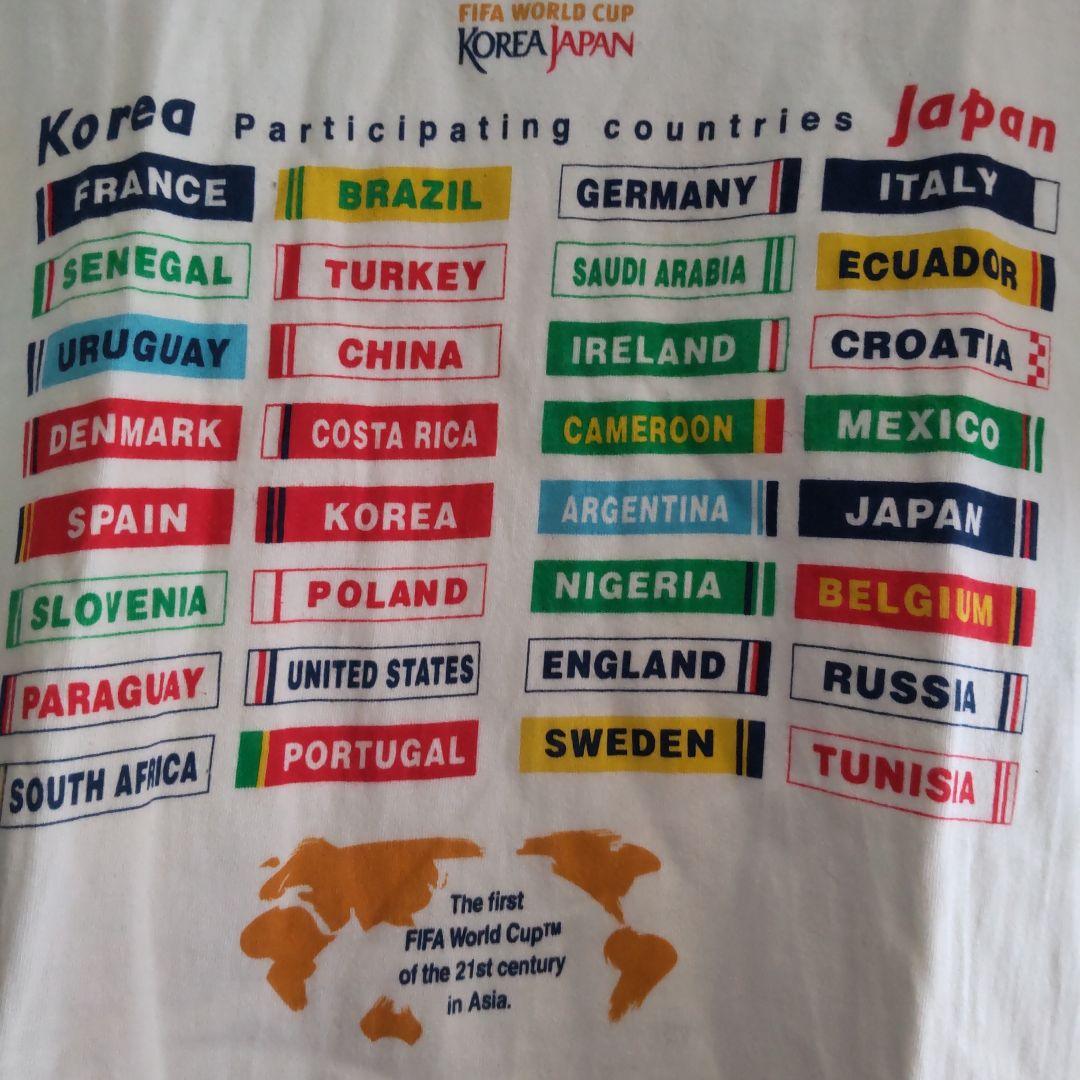 FIFA WORLD CUP
KOREA JAPAN
Korea Participating countries Japan
FRANCE BRAZIL GERMANY ITALY
SENEGAL TURKEY SAUDI ARABIA ECUADOR
URUGUAY CHINA IRELAND CROATIA
DENMARK COSTA RICA CAMEROON MEXICO
SPAIN KOREA ARGENTINA JAPAN
SLOVENIA POLAND NIGERIA BELGIUM
PARAGUAY UNITED STATES ENGLAND RUSSIA
SOUTH AFRICA PORTUGAL SWEDEN TUNISIA
The first
FIFA World Cup™
of the 21st century
in Asia.